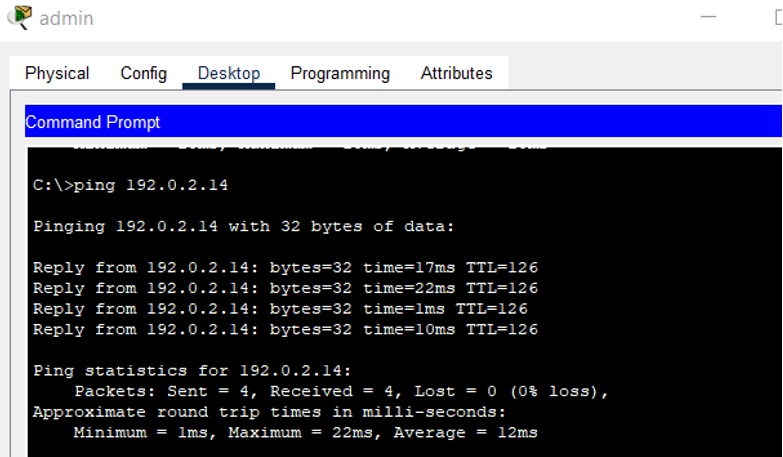 admin
Physical Config Desktop Programming Attributes
Command Prompt
C:\>ping 192.0.2.14
Pinging 192.0.2.14 with 32 bytes of data:
Reply from 192.0.2.14: bytes=32 time=17ms TTL=126
Reply from 192.0.2.14: bytes=32 time=22ms TTL=126
Reply from 192.0.2.14: bytes=32 time=1ms TTL=126
Reply from 192.0.2.14: bytes=32 time=10ms TTL=126
Ping statistics for 192.0.2.14:
Packets: Sent = 4, Received = 4, Lost = 0 (0% loss),
Approximate round trip times in milli-seconds:
Minimum = 1ms, Maximum = 22ms, Average = 12ms